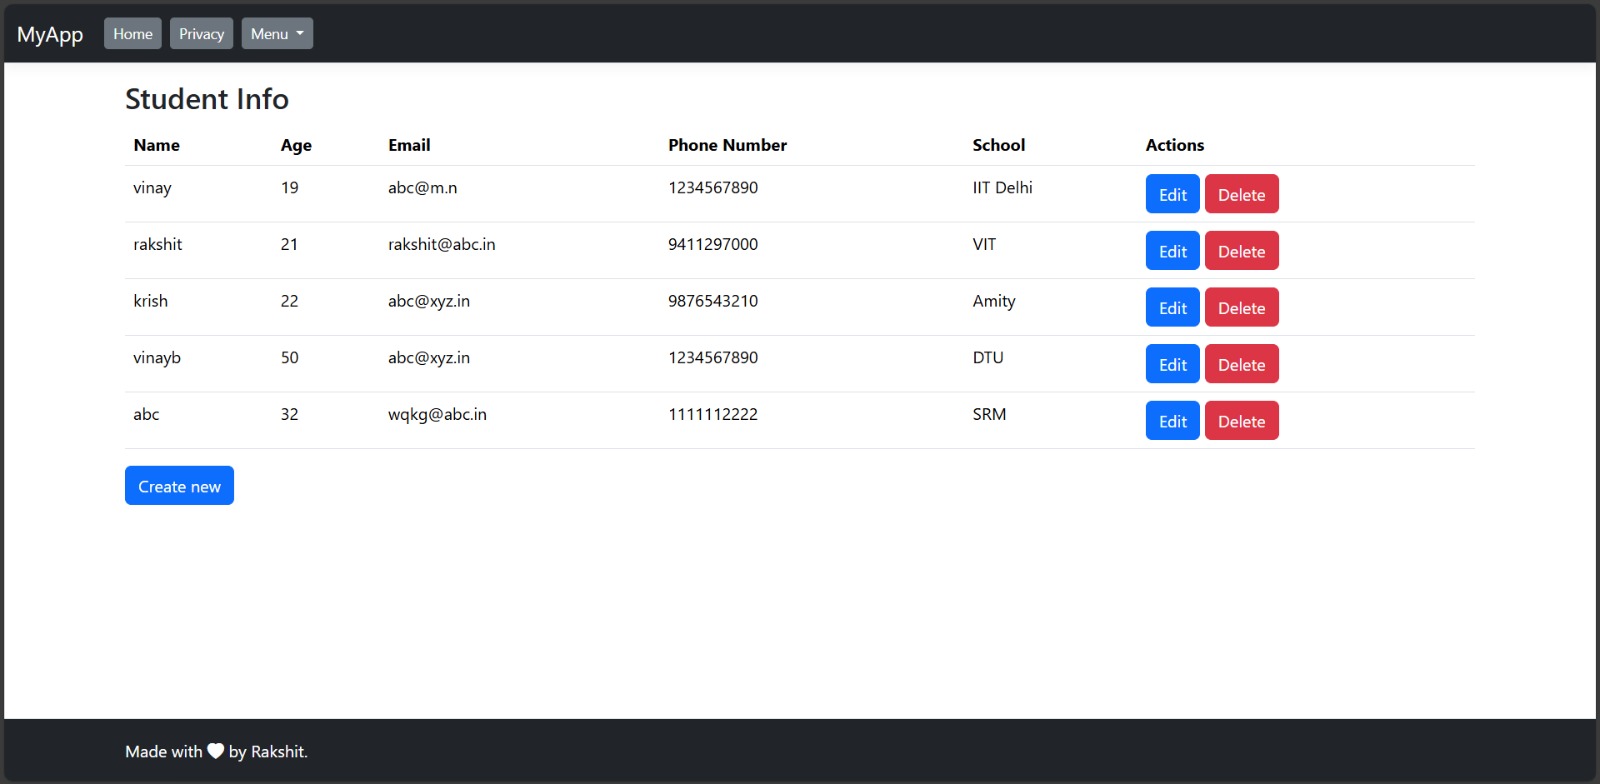 MyApp Home Privacy Menu
Student Info
Name Age Email Phone Number School Actions
vinay 19 abc@m.n 1234567890 IIT Delhi Edit Delete
rakshit 21 rakshit@abc.in 9411297000 VIT Edit Delete
krish 22 abc@xyz.in 9876543210 Amity Edit Delete
vinayb 50 abc@xyz.in 1234567890 DTU Edit Delete
abc 32 wqkg@abc.in 1111112222 SRM Edit Delete
Create new
Made with 🤍 by Rakshit.